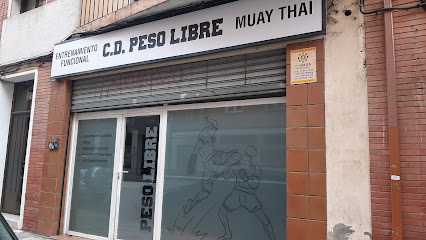 ENTRENAMIENTO
FUNCIONAL
C.D. PESO LIBRE
MUAY THAI
PESO LIBRE